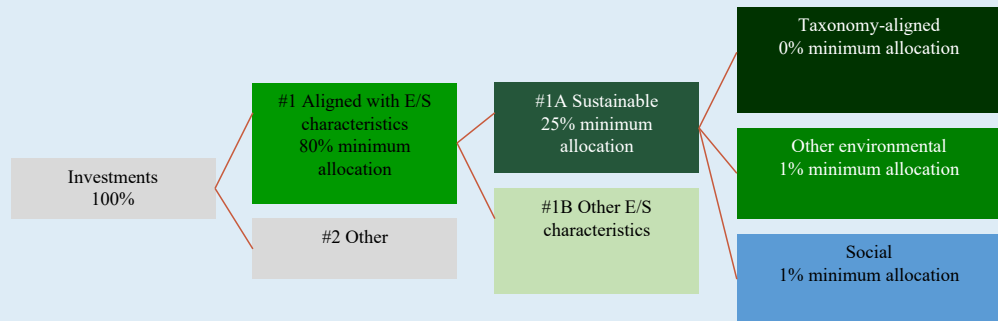 Investments
100%
#1 Aligned with E/S
characteristics
80% minimum
allocation
#2 Other
#1A Sustainable
25% minimum
allocation
#1B Other E/S
characteristics
Taxonomy-aligned
0% minimum allocation
Other environmental
1% minimum allocation
Social
1% minimum allocation